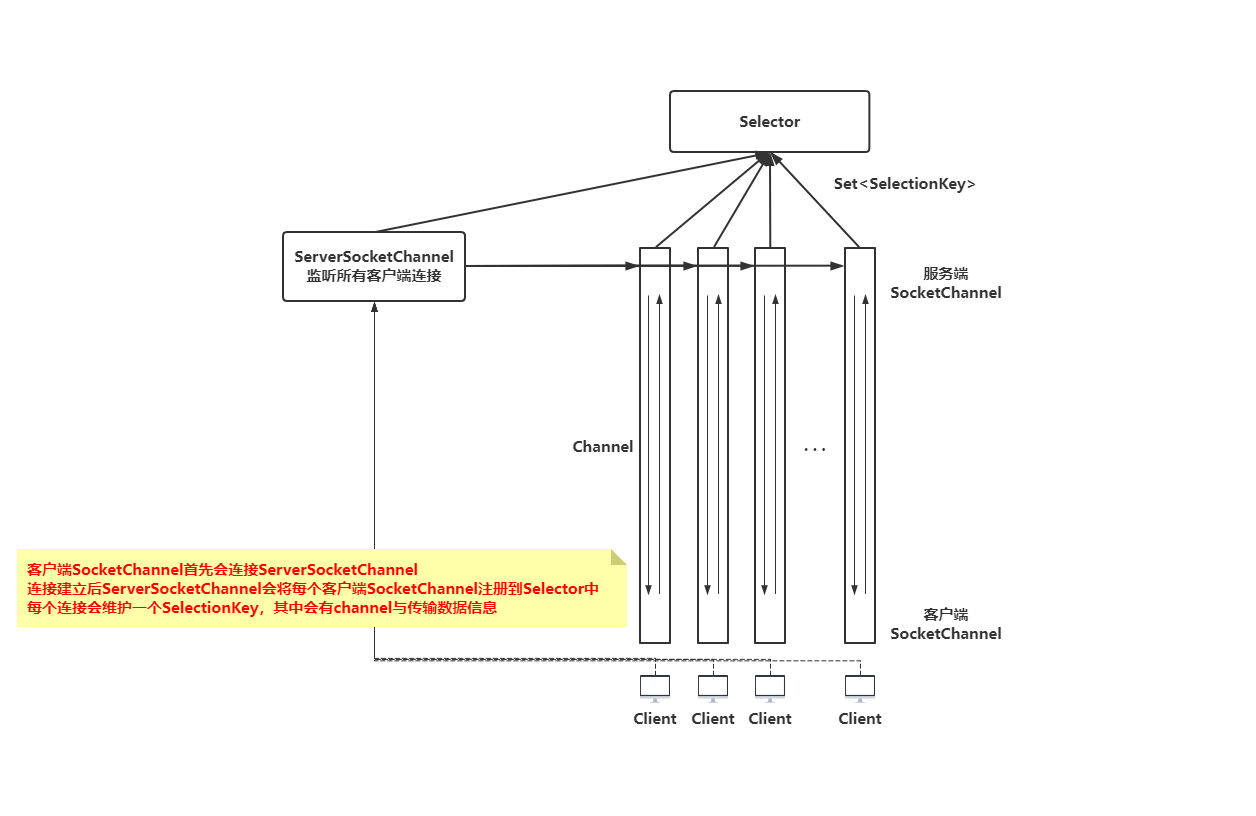 Selector
Set<SelectionKey>
ServerSocketChannel
监听所有客户端连接
服务端
SocketChannel
Channel
...
客户端SocketChannel首先会连接ServerSocketChannel
连接建立后ServerSocketChannel会将每个客户端SocketChannel注册到Selector中
每个连接会维护一个SelectionKey，其中会有channel与传输数据信息
客户端
SocketChannel
Client
Client
Client
Client